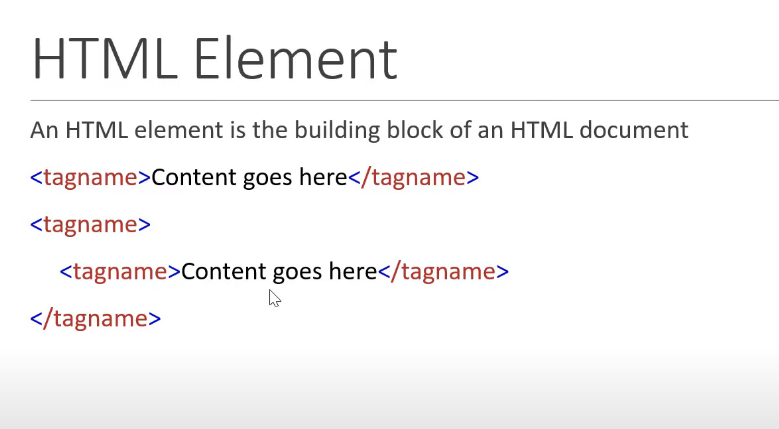 HTML Element
An HTML element is the building block of an HTML document
<tagname>Content goes here</tagname>
<tagname>
<tagname>Content goes here</tagname>
</tagname>